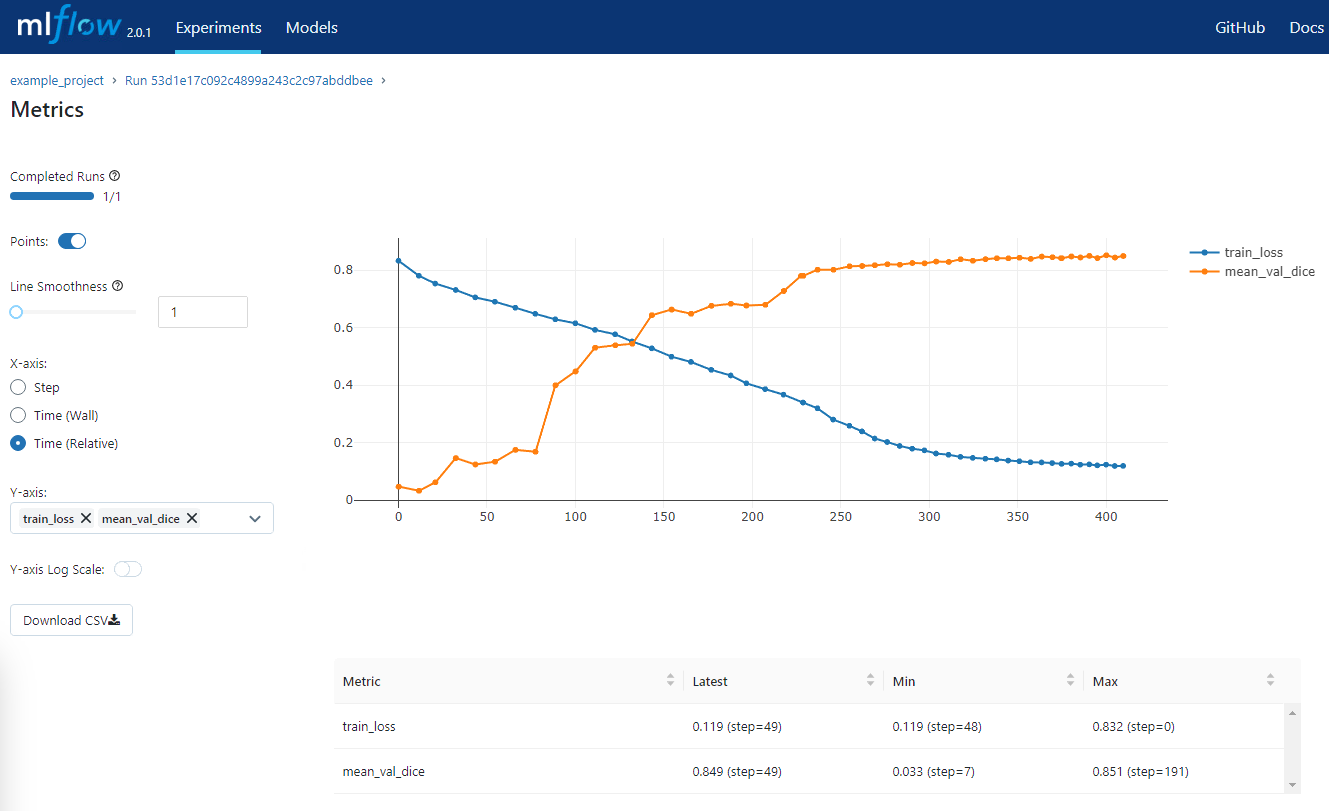 mlflow 2.0.1 Experiments Models GitHub Docs
example_project > Run 53d1e17c092c4899a243c2c97abddbee >
Metrics
Completed Runs
1/1
Points:
Line Smoothness
1
X-axis:
Step
Time (Wall)
Time (Relative)
Y-axis:
train_loss mean_val_dice
Y-axis Log Scale:
Download CSV
0.8
0.6
0.4
0.2
0
0 50 100 150 200 250 300 350 400
train_loss
mean_val_dice
Metric Latest Min Max
train_loss 0.119 (step=49) 0.119 (step=48) 0.832 (step=0)
mean_val_dice 0.849 (step=49) 0.033 (step=7) 0.851 (step=191)